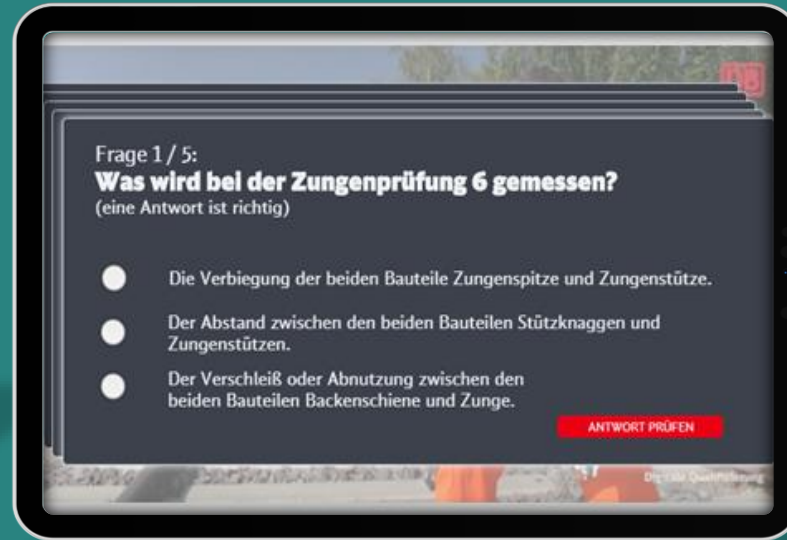 DB
Frage 1 / 5:
Was wird bei der Zungenprüfung 6 gemessen?
(eine Antwort ist richtig)
Die Verbiegung der beiden Bauteile Zungenspitze und Zungenstütze.
Der Abstand zwischen den beiden Bauteilen Stützknaggen und
Zungenstützen.
Der Verschleiß oder Abnutzung zwischen den
beiden Bauteilen Backenschiene und Zunge.
ANTWORT PRÜFEN
Digitale Qualifizierung